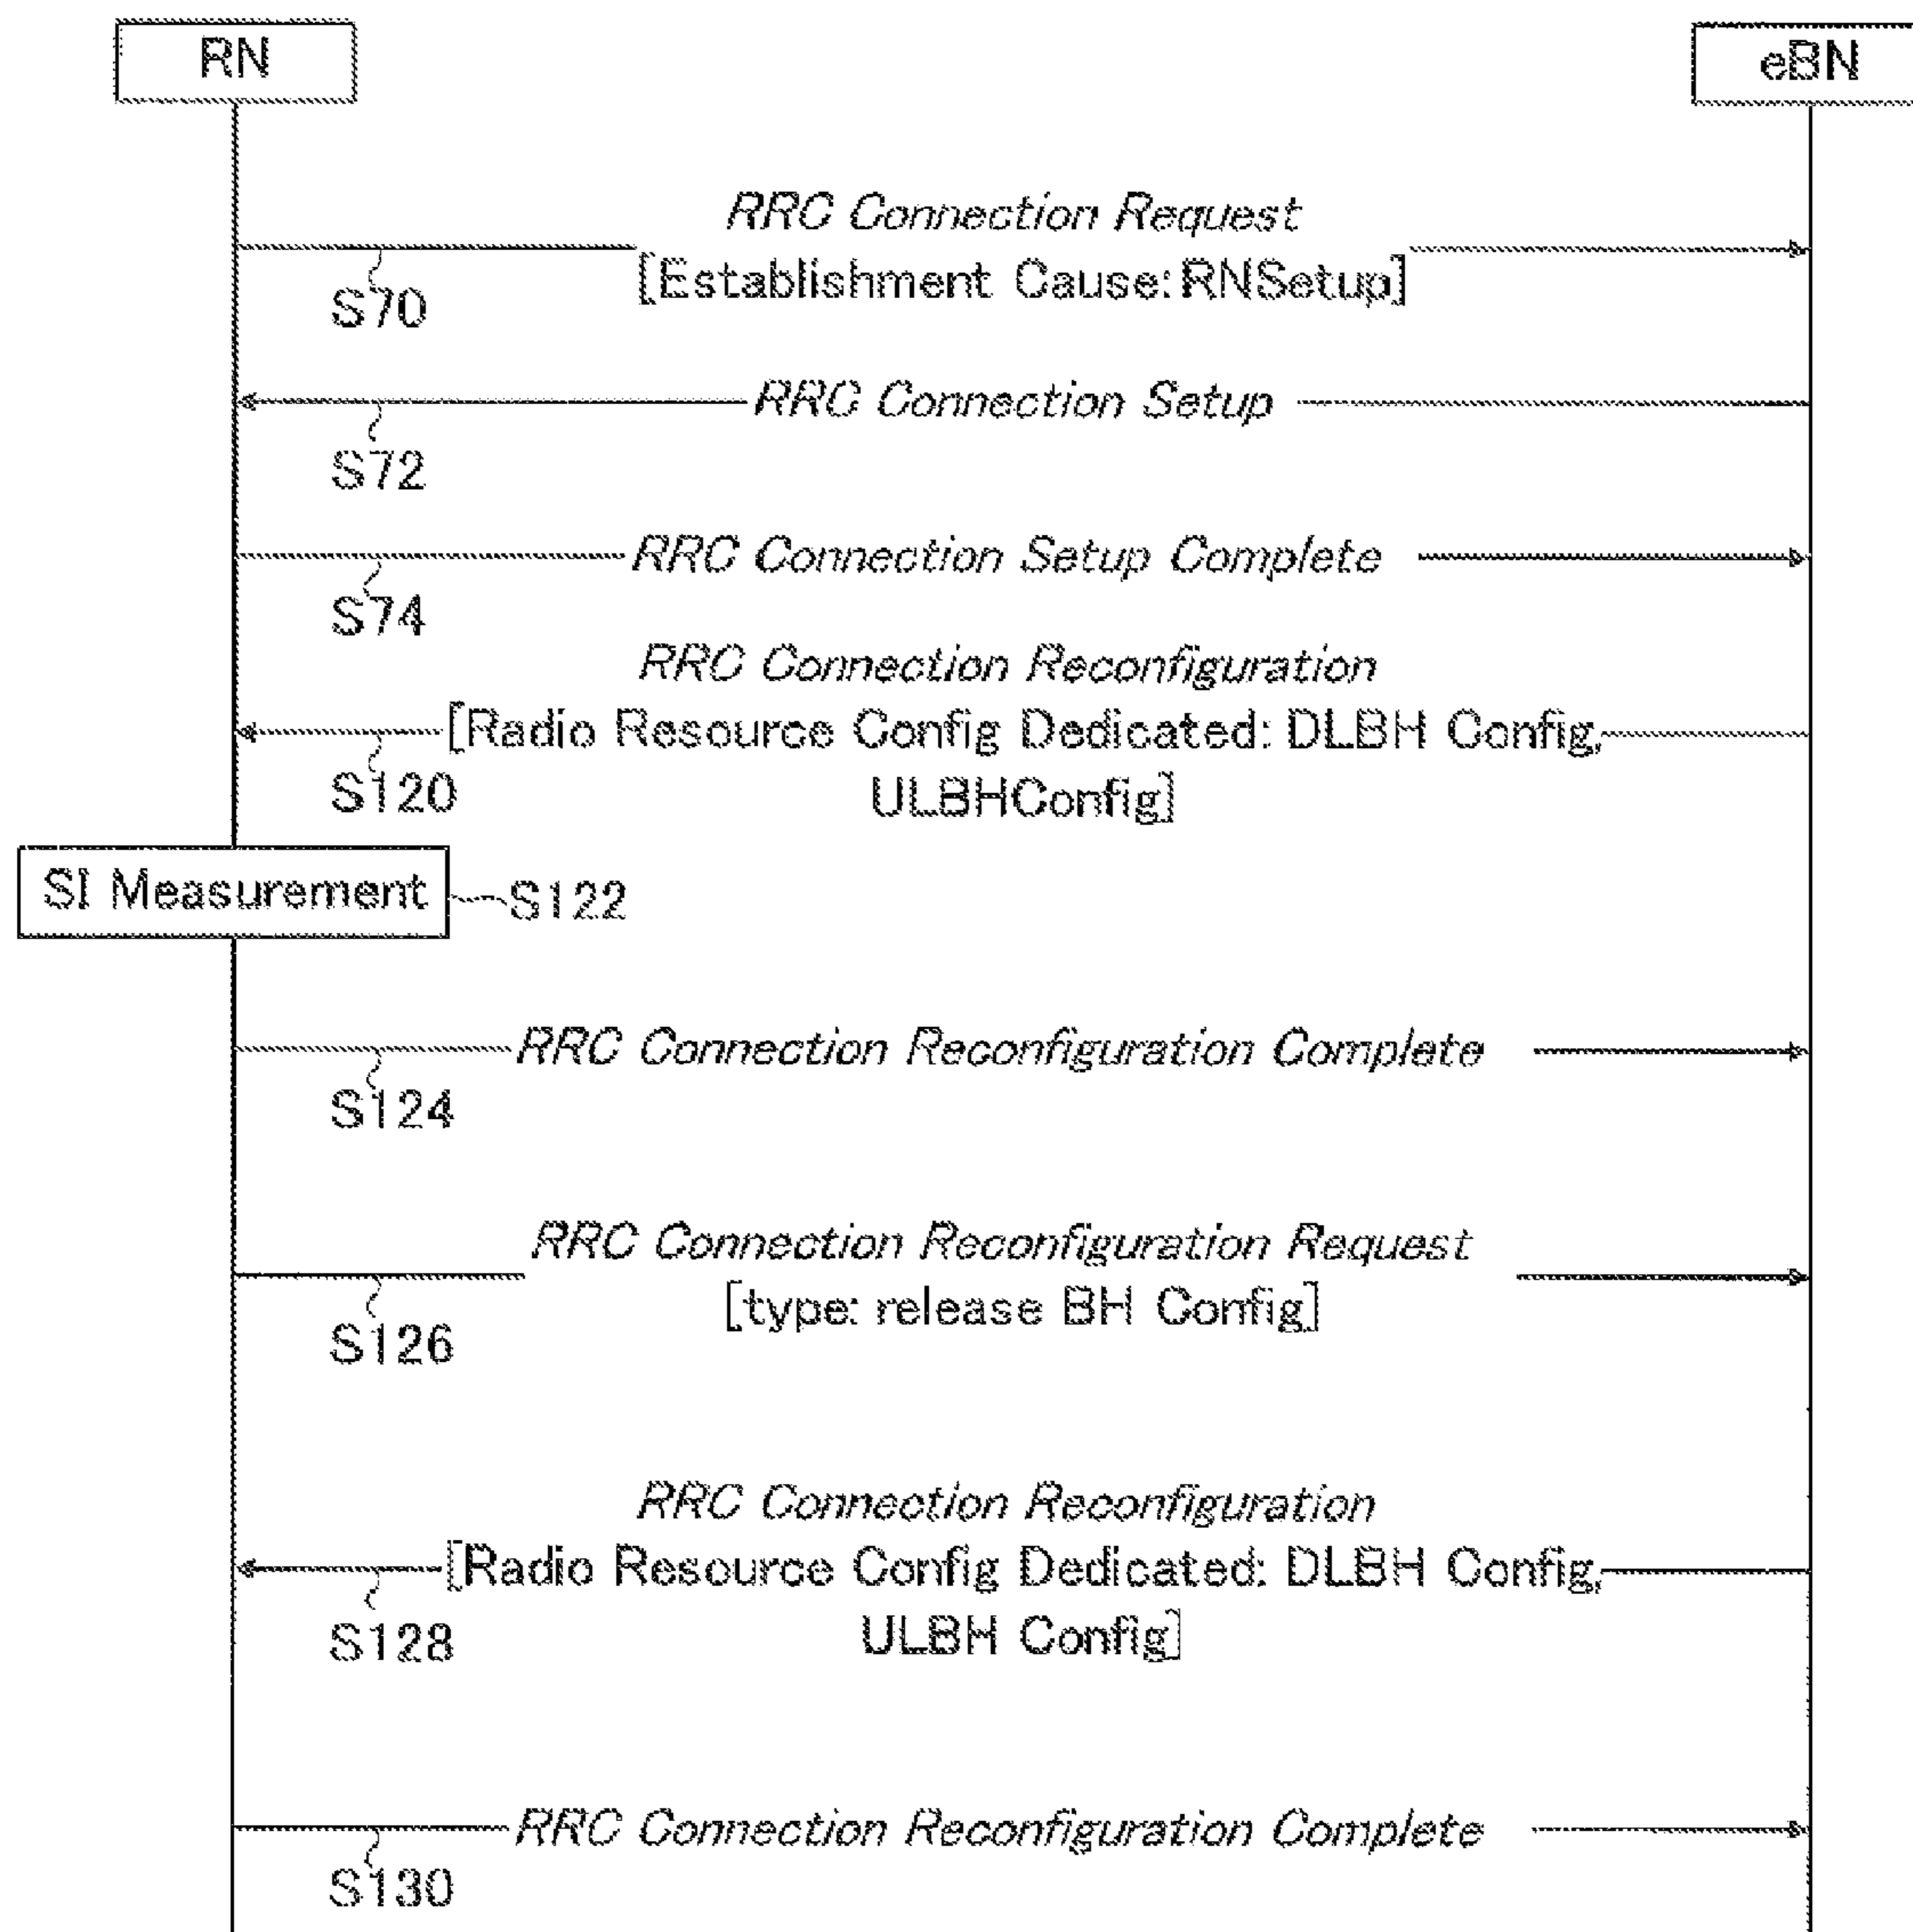 RN
eBN
RRC Connection Request
[Establishment Cause: RNSetup]
S70
RRC Connection Setup
S72
RRC Connection Setup Complete
S74
RRC Connection Reconfiguration
[Radio Resource Config Dedicated: DLBH Config,
ULBHConfig]
S120
SI Measurement
S122
RRC Connection Reconfiguration Complete
S124
RRC Connection Reconfiguration Request
[type: release BH Config]
S126
RRC Connection Reconfiguration
[Radio Resource Config Dedicated: DLBH Config,
ULBH Config]
S128
RRC Connection Reconfiguration Complete
S130